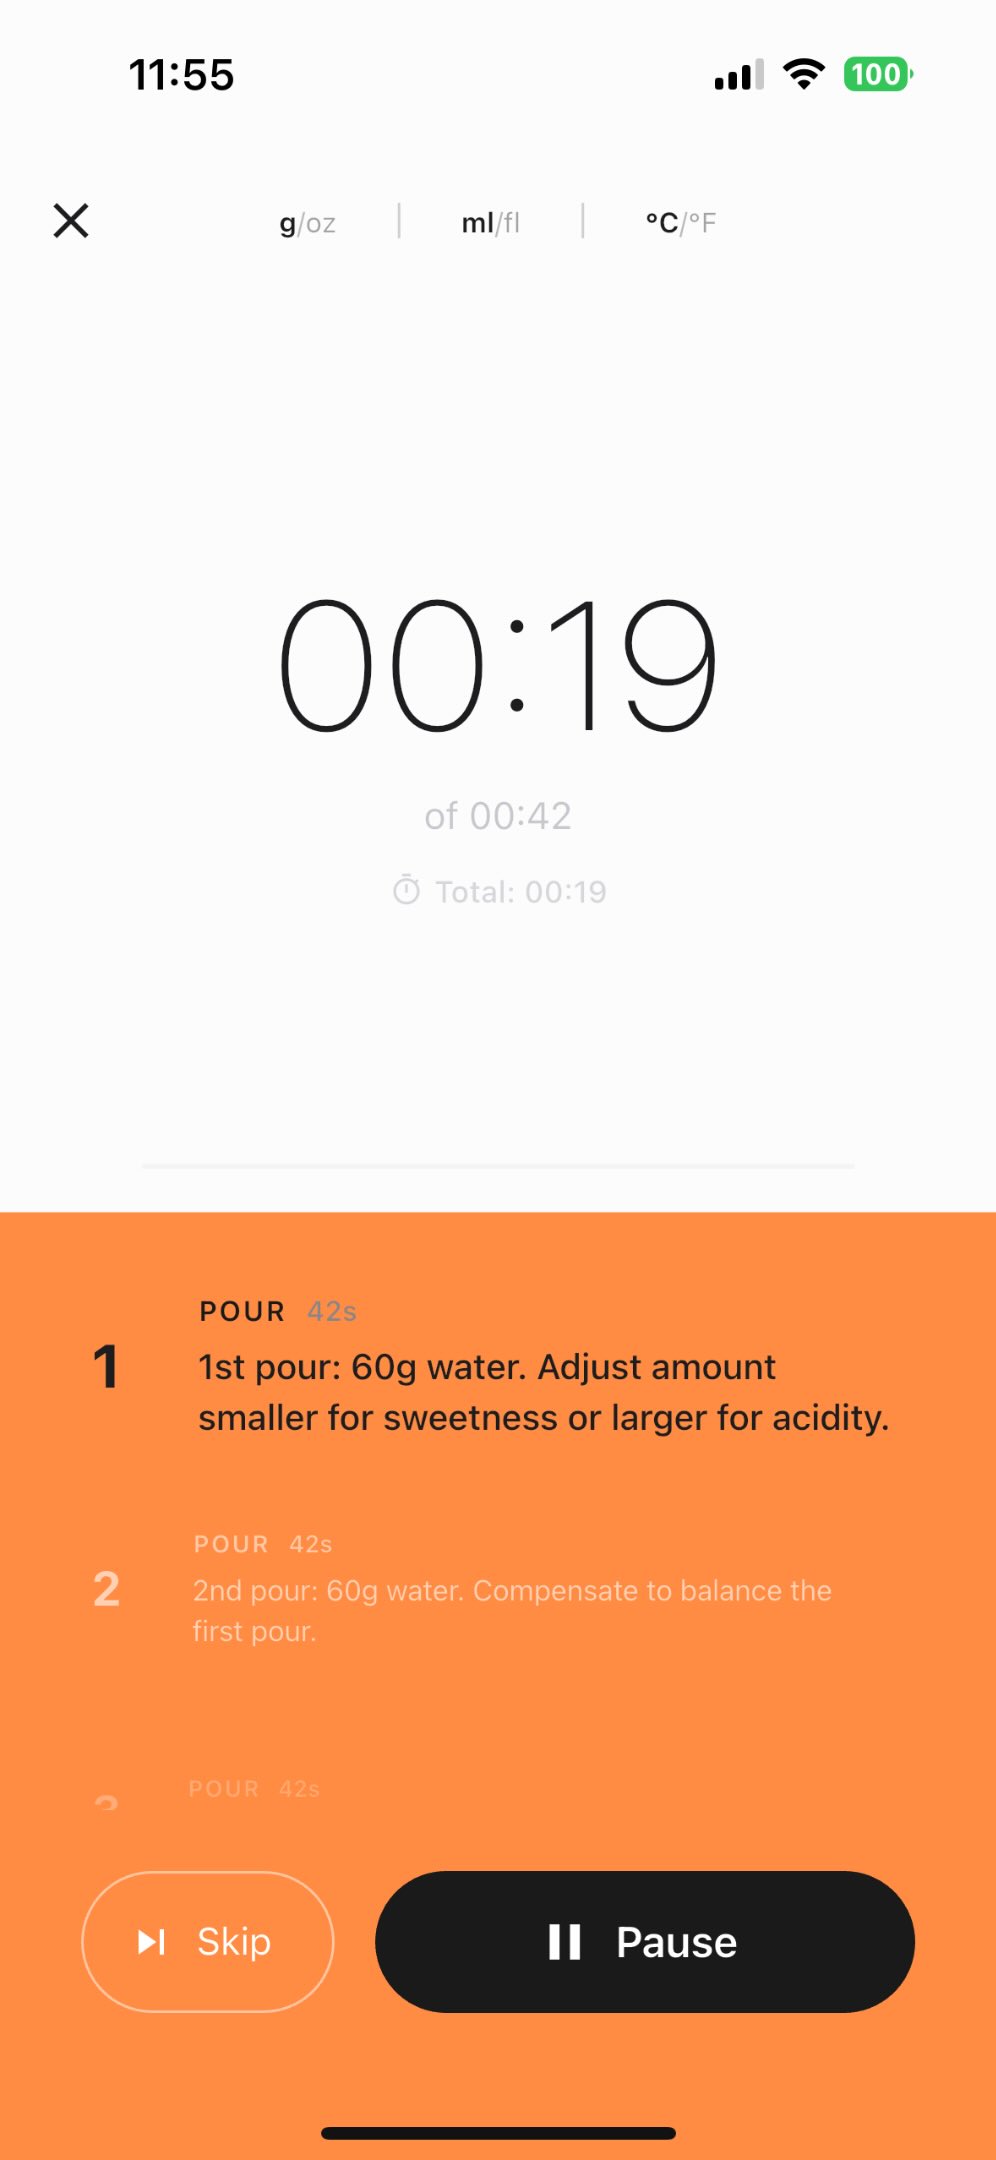 11:55
100
g/oz
ml/fl
°C/°F
00:19
of 00:42
Total: 00:19
POUR 42s
1
1st pour: 60g water. Adjust amount
smaller for sweetness or larger for acidity.
POUR 42s
2
2nd pour: 60g water. Compensate to balance the
first pour.
POUR 42s
Skip
Pause